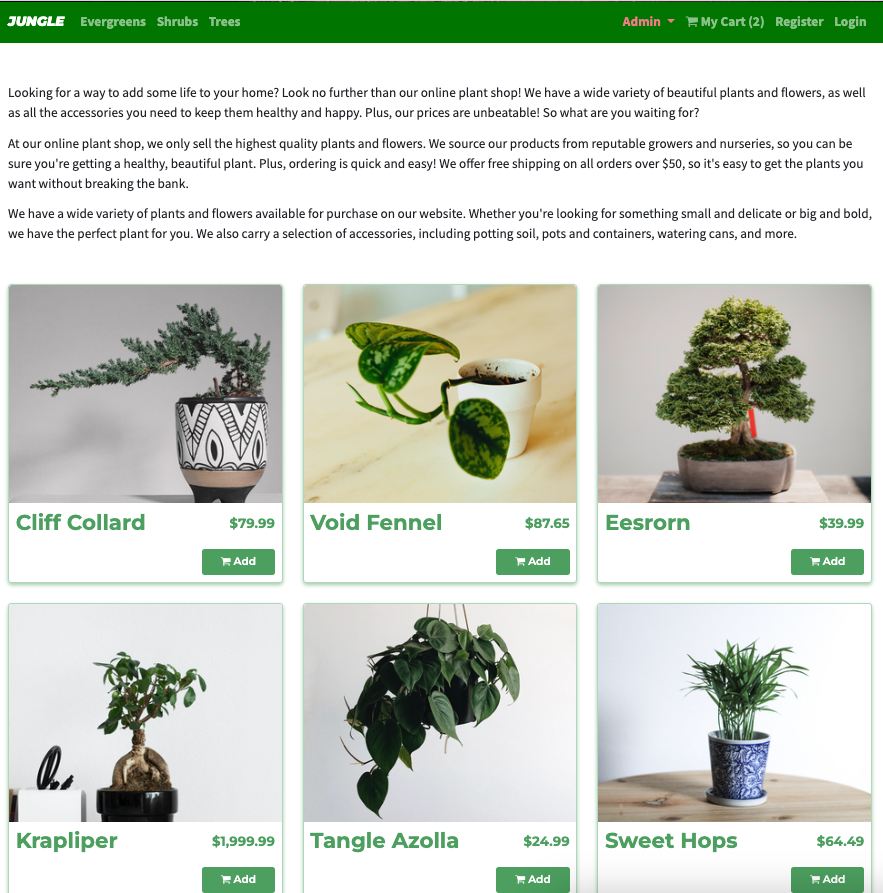 JUNGLE Evergreens Shrubs Trees Admin My Cart (2) Register Login
Looking for a way to add some life to your home? Look no further than our online plant shop! We have a wide variety of beautiful plants and flowers, as well
as all the accessories you need to keep them healthy and happy. Plus, our prices are unbeatable! So what are you waiting for?
At our online plant shop, we only sell the highest quality plants and flowers. We source our products from reputable growers and nurseries, so you can be
sure you're getting a healthy, beautiful plant. Plus, ordering is quick and easy! We offer free shipping on all orders over $50, so it's easy to get the plants you
want without breaking the bank.
We have a wide variety of plants and flowers available for purchase on our website. Whether you're looking for something small and delicate or big and bold,
we have the perfect plant for you. We also carry a selection of accessories, including potting soil, pots and containers, watering cans, and more.
Cliff Collard $79.99
Add
Void Fennel $87.65
Add
Eesrorn $39.99
Add
Krapliper $1,999.99
Add
Tangle Azolla $24.99
Add
Sweet Hops $64.49
Add